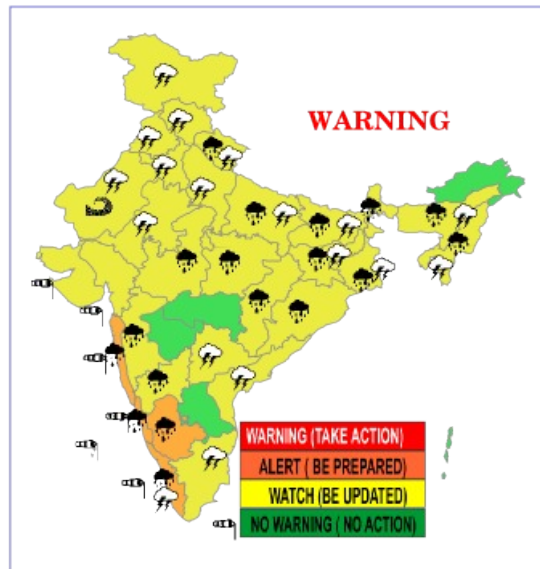 WARNING
WARNING (TAKE ACTION)
ALERT ( BE PREPARED)
WATCH (BE UPDATED)
NO WARNING ( NO ACTION)